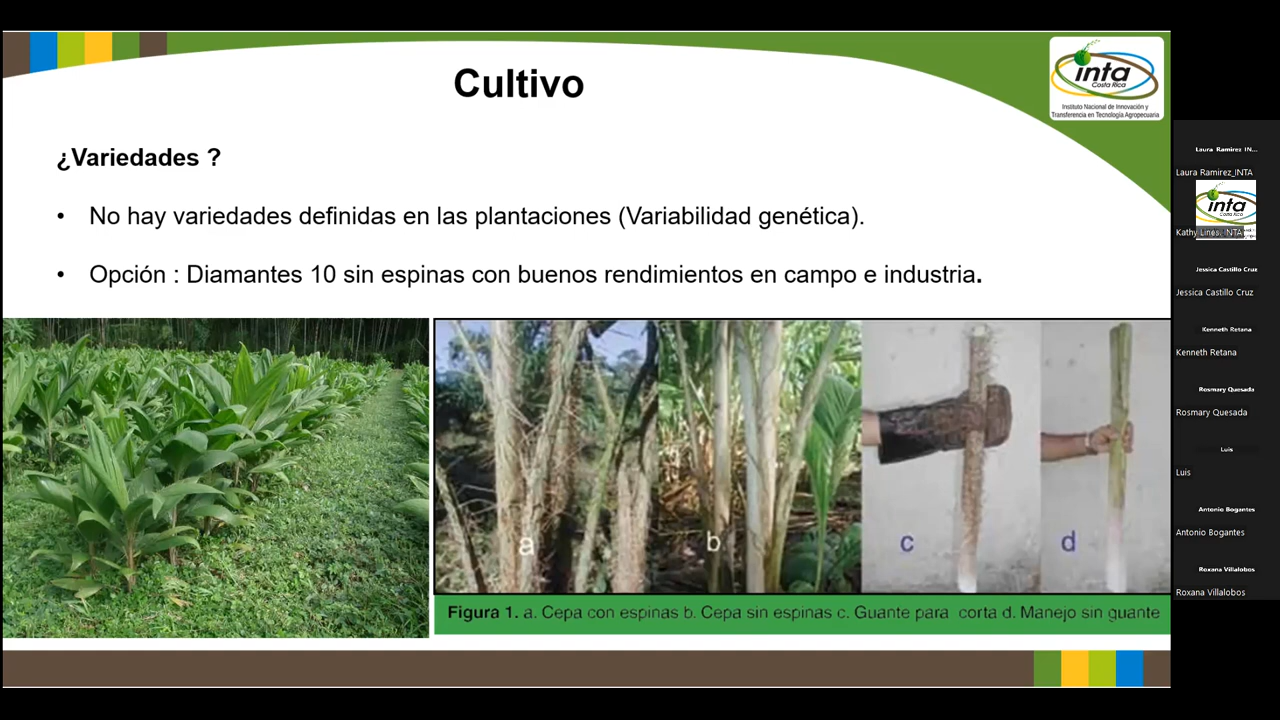 Cultivo
inta
Costa Rica
Instituto Nacional de Innovación y
Transferencia en Tecnología Agropecuaria
¿Variedades ?
• No hay variedades definidas en las plantaciones (Variabilidad genética).
• Opción : Diamantes 10 sin espinas con buenos rendimientos en campo e industria.
a
b
c
d
Figura 1. a. Cepa con espinas b. Cepa sin espinas c. Guante para corta d. Manejo sin guante
Laura Ramirez IN...
Laura Ramirez_INTA
inta
Costa Rica
Kathy Lines_INTA
Jessica Castillo Cruz
Jessica Castillo Cruz
Kenneth Retana
Kenneth Retana
Rosmary Quesada
Rosmary Quesada
Luis
Luis
Antonio Bogantes
Antonio Bogantes
Roxana Villalobos
Roxana Villalobos